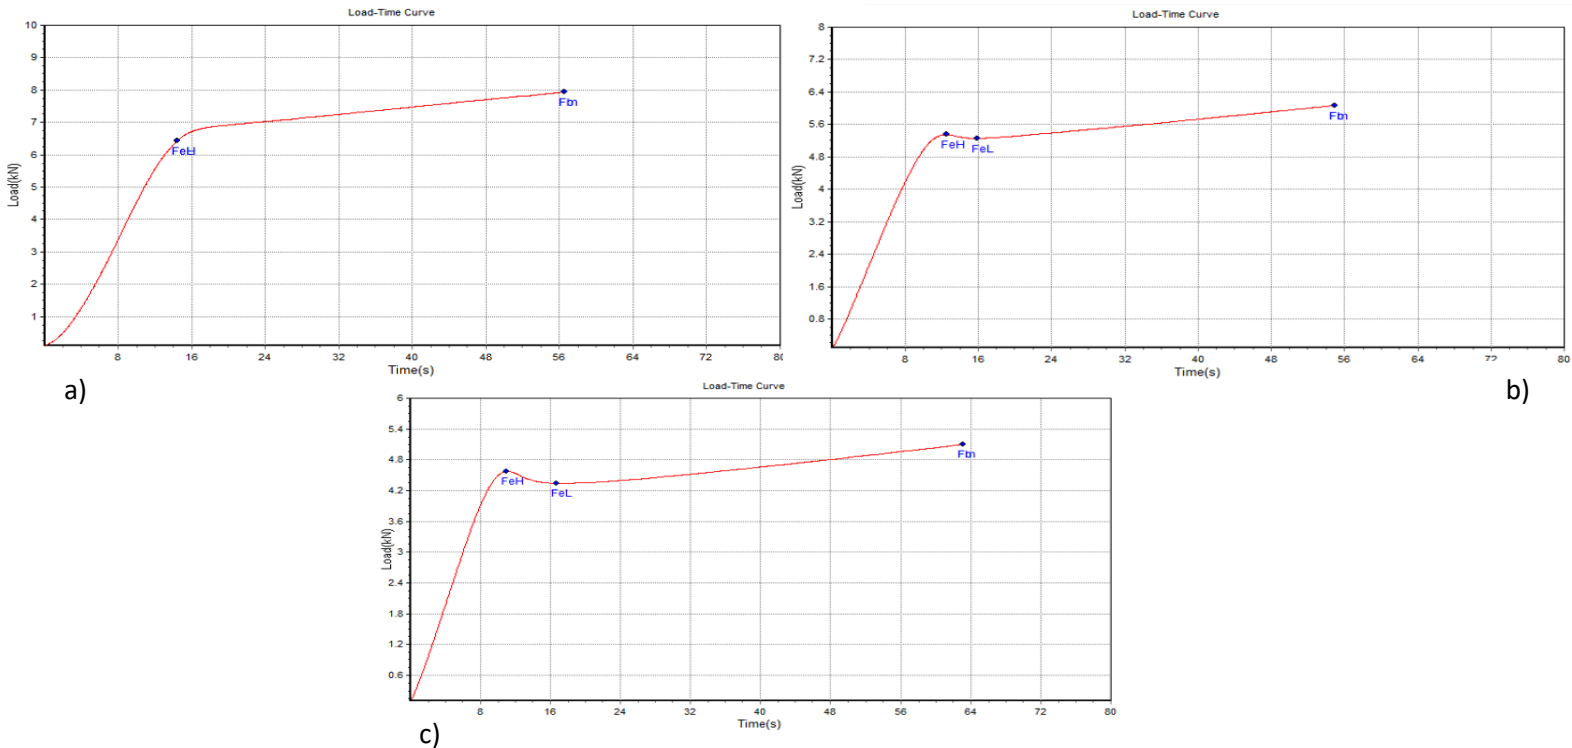 Load-Time Curve
10
9
8
7
6
5
4
3
2
1
Load(kN)
FeH
Fm
8 16 24 32 40 48 56 64 72 80
Time(s)
a)
Load-Time Curve
8
7.2
6.4
5.6
4.8
4
3.2
2.4
1.6
0.8
Load(kN)
FeH
FeL
Fm
8 16 24 32 40 48 56 64 72 80
Time(s)
b)
Load-Time Curve
6
5.4
4.8
4.2
3.6
3
2.4
1.8
1.2
0.6
Load(kN)
FeH
FeL
Fm
8 16 24 32 40 48 56 64 72 80
Time(s)
c)